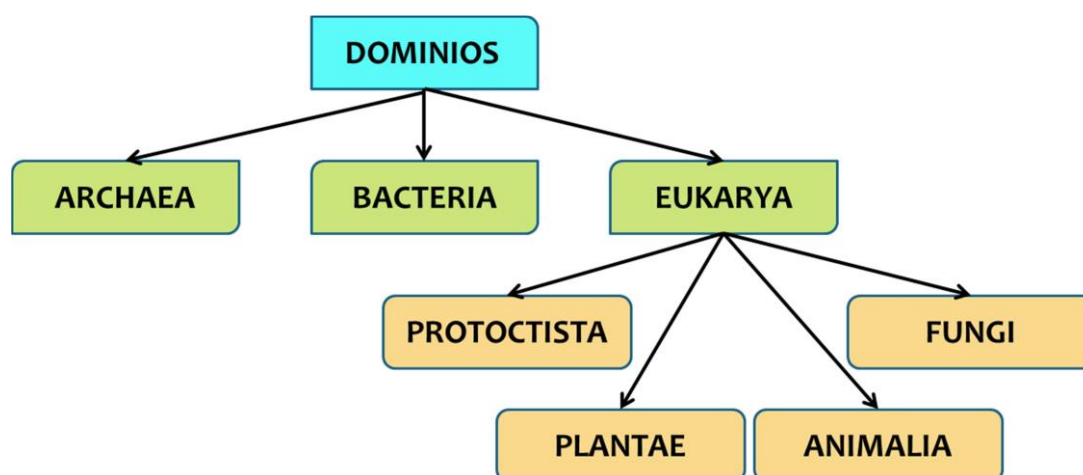 DOMINIOS
ARCHAEA
BACTERIA
EUKARYA
PROTOCTISTA
FUNGI
PLANTAE
ANIMALIA